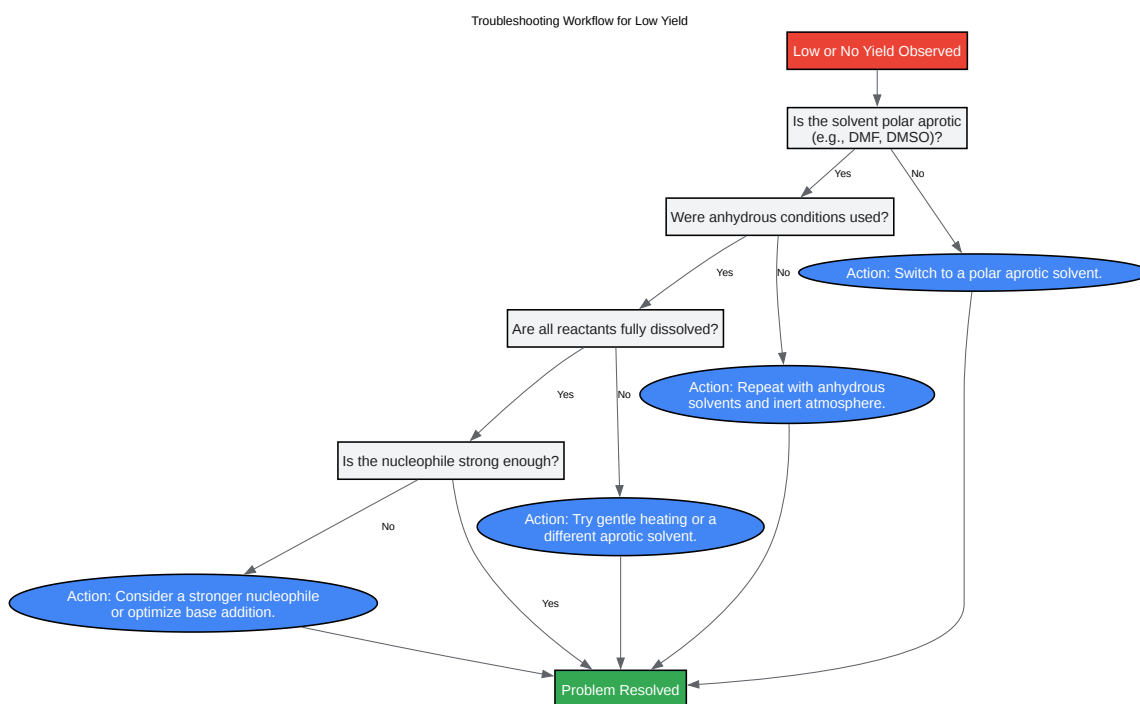 Troubleshooting Workflow for Low Yield
Low or No Yield Observed
Is the solvent polar aprotic
(e.g., DMF, DMSO)?
Yes
No
Were anhydrous conditions used?
Action: Switch to a polar aprotic solvent.
Yes
No
Are all reactants fully dissolved?
Action: Repeat with anhydrous
solvents and inert atmosphere.
Yes
No
Is the nucleophile strong enough?
Action: Try gentle heating or a
different aprotic solvent.
No
Yes
Action: Consider a stronger nucleophile
or optimize base addition.
Problem Resolved